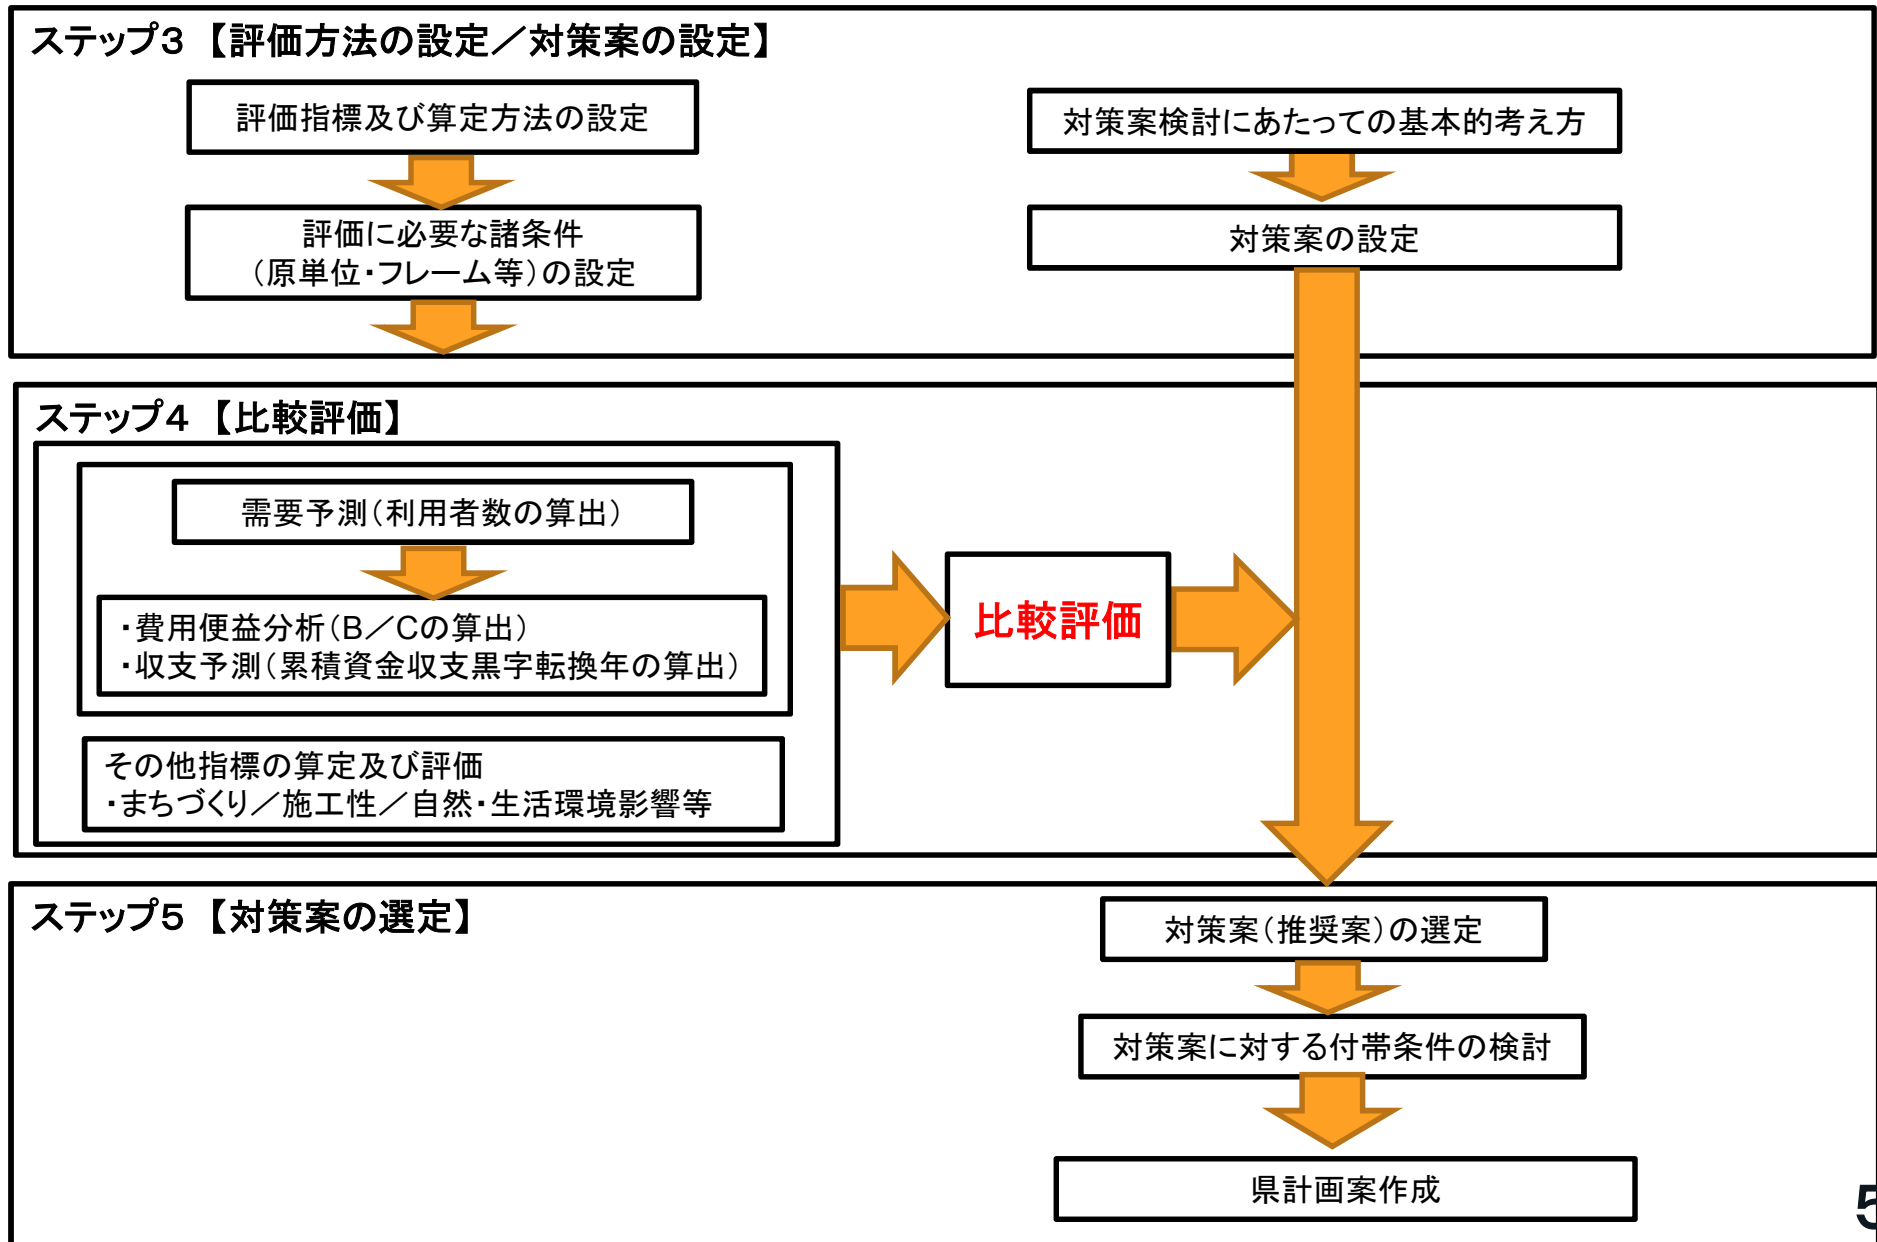 ステップ3 【評価方法の設定／対策案の設定】
評価指標及び算定方法の設定
評価に必要な諸条件
（原単位・フレーム等）の設定
対策案検討にあたっての基本的考え方
対策案の設定
ステップ4 【比較評価】
需要予測（利用者数の算出）
・費用便益分析（B／Cの算出）
・収支予測（累積資金収支黒字転換年の算出）
その他指標の算定及び評価
・まちづくり／施工性／自然・生活環境影響等
比較評価
ステップ5 【対策案の選定】
対策案（推奨案）の選定
対策案に対する付帯条件の検討
県計画案作成
5